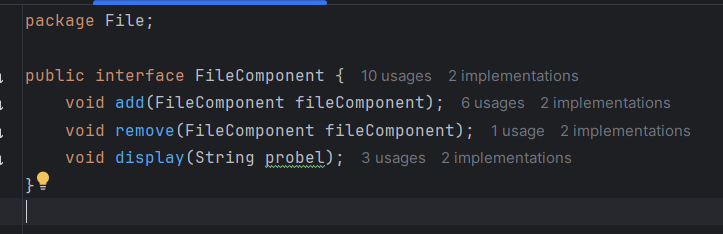 package File;
public interface FileComponent { 10 usages 2 implementations
void add(FileComponent fileComponent); 6 usages 2 implementations
void remove(FileComponent fileComponent); 1 usage 2 implementations
void display(String probel); 3 usages 2 implementations
}